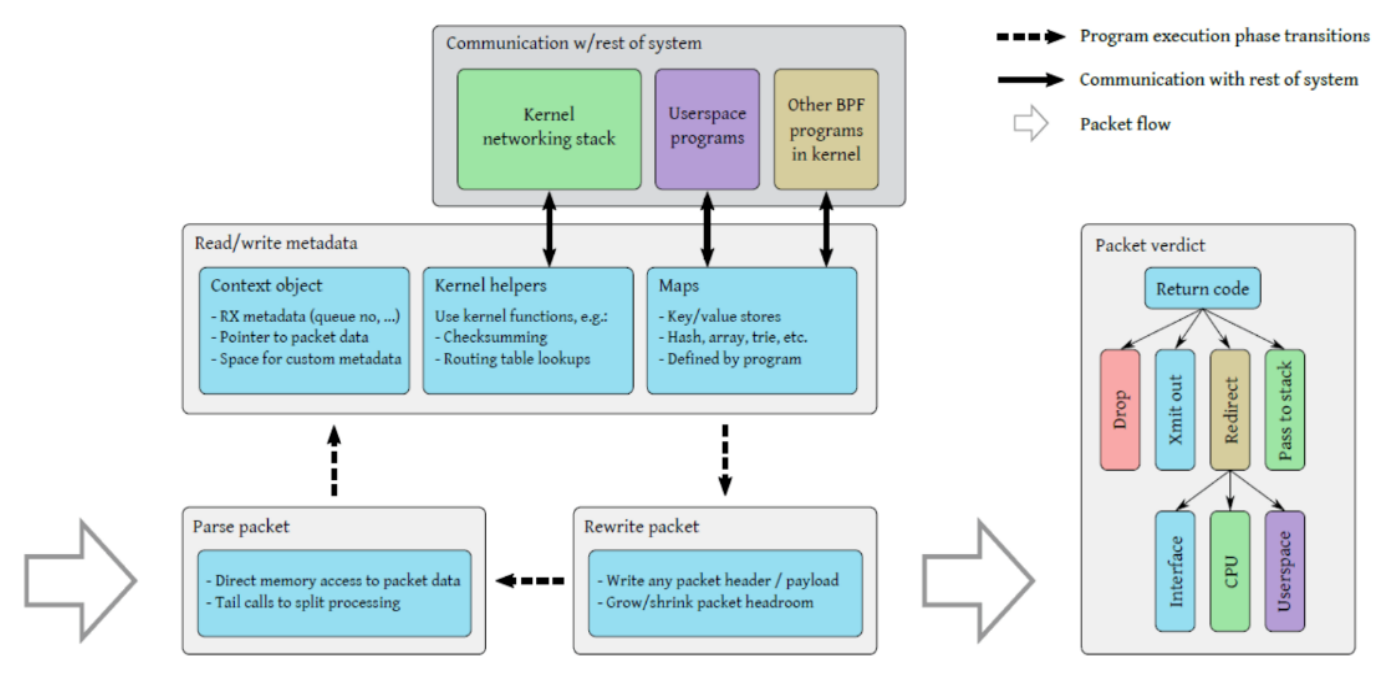 Communication w/rest of system
Kernel
networking stack
Userspace
programs
Other BPF
programs
in kernel
Program execution phase transitions
Communication with rest of system
Packet flow
Read/write metadata
Context object
- RX metadata (queue no, ...)
- Pointer to packet data
- Space for custom metadata
Kernel helpers
Use kernel functions, e.g.:
- Checksumming
- Routing table lookups
Maps
- Key/value stores
- Hash, array, trie, etc.
- Defined by program
Parse packet
- Direct memory access to packet data
- Tail calls to split processing
Rewrite packet
- Write any packet header / payload
- Grow/shrink packet headroom
Packet verdict
Return code
Drop
Xmit out
Redirect
Pass to stack
Interface
CPU
Userspace